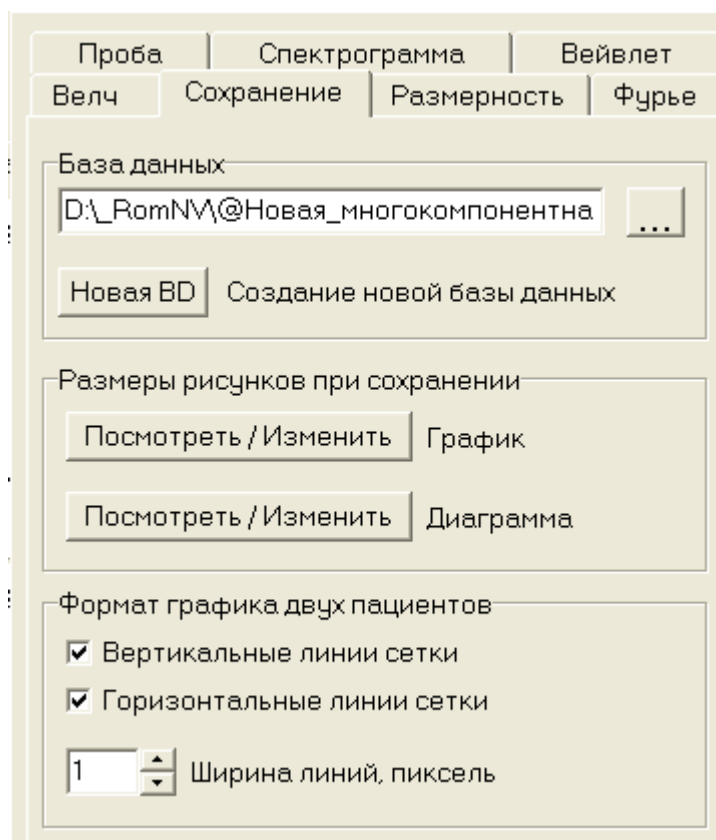 Проба Спектрограмма Вейвлет
Велч Сохранение Размерность Фурье
База данных
D:\_RomNV\@Новая_многокомпонентна ...
Новая BD Создание новой базы данных
Размеры рисунков при сохранении
Посмотреть / Изменить График
Посмотреть / Изменить Диаграмма
Формат графика двух пациентов
Вертикальные линии сетки
Горизонтальные линии сетки
1 Ширина линий, пиксель